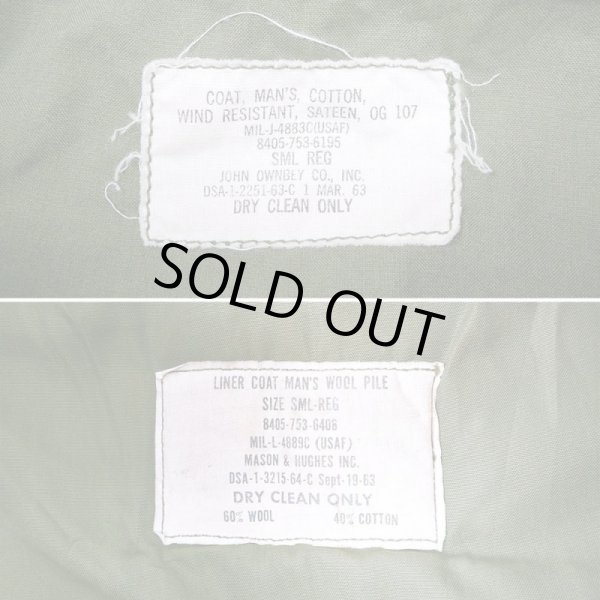 COAT, MAN'S, COTTON,
WIND RESISTANT, SATEEN, OG 107
MIL-J-4883C(USAF)
8405-753-6195
SML REG
JOHN OWNBEY CO., INC.
DSA-1-2251-63-C 1 MAR. 63
DRY CLEAN ONLY
SOLD OUT
LINER COAT MAN'S WOOL PILE
SIZE SML-REG
8405-753-6406
MIL-L-4889C (USAF)
MASON & HUGHES INC.
DSA-1-3215-64-C Sept-19-63
DRY CLEAN ONLY
60% WOOL 40% COTTON